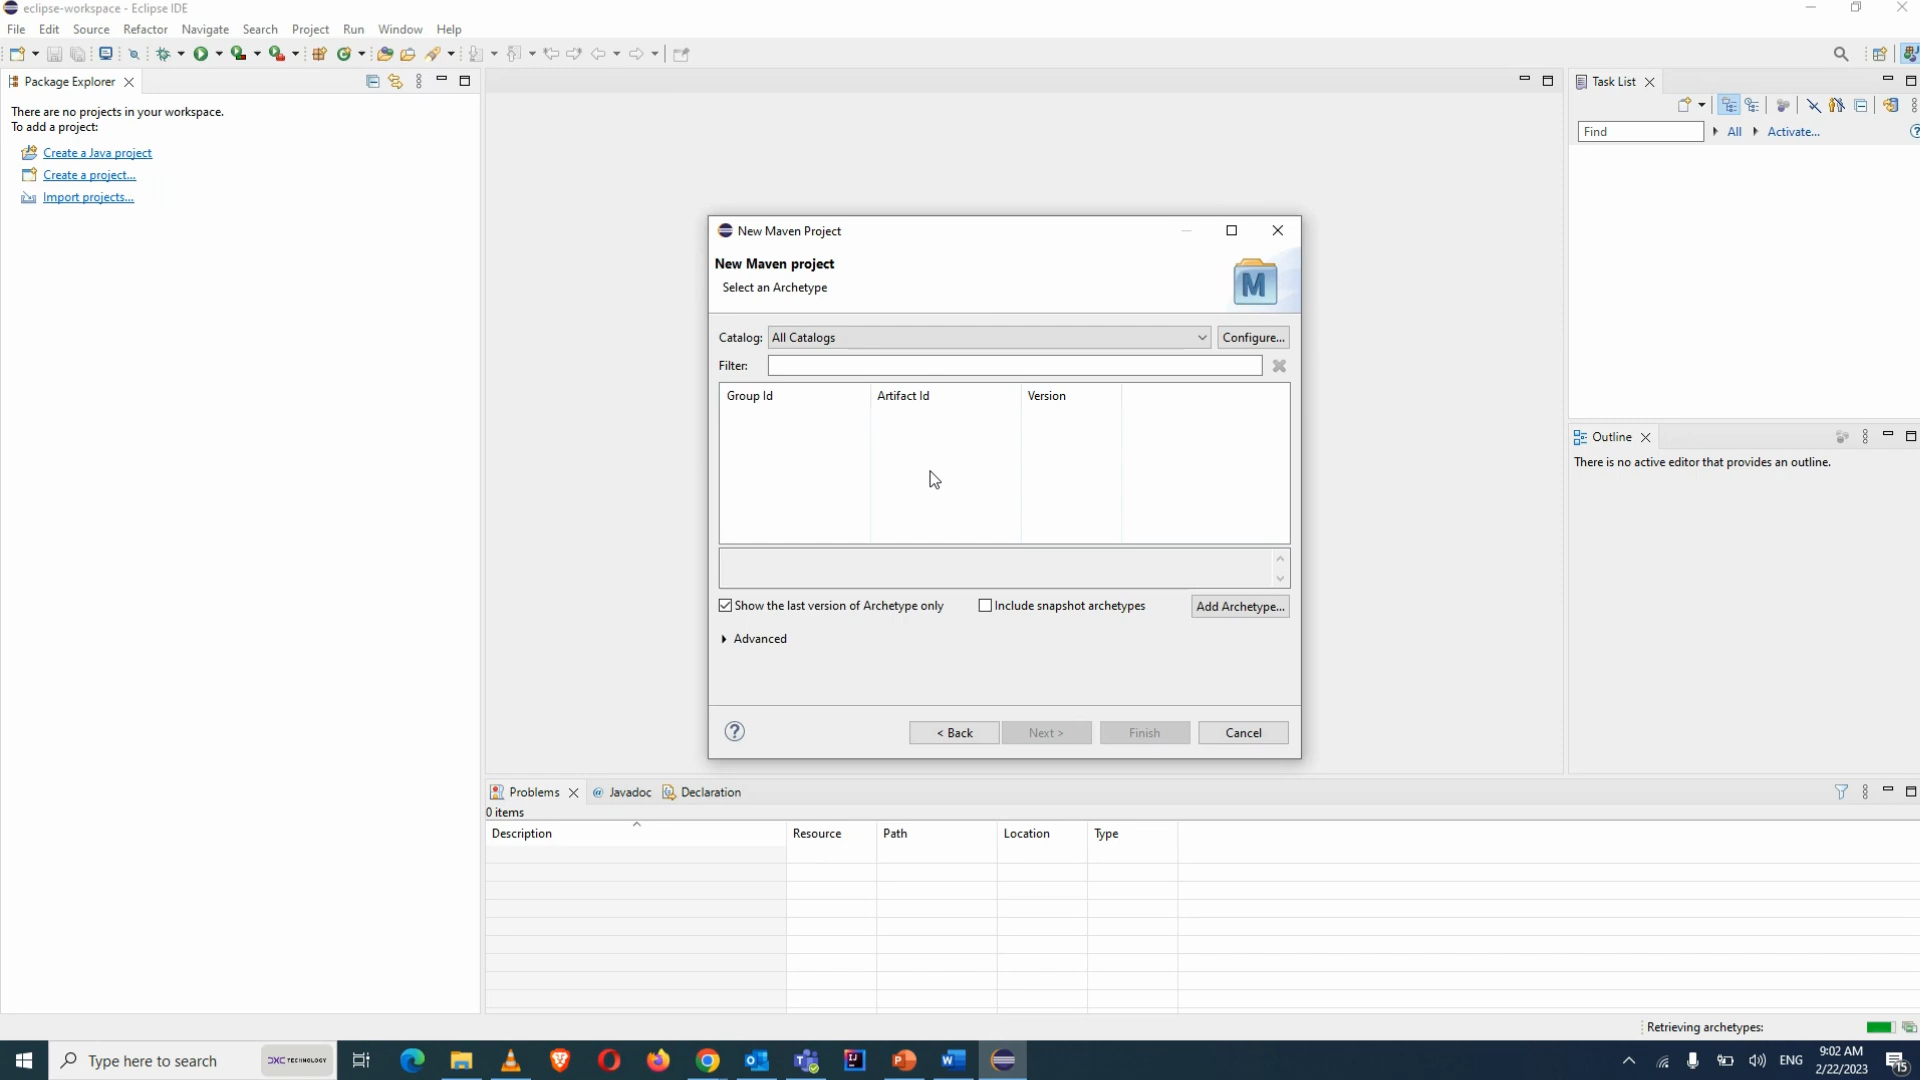 eclipse-workspace - Eclipse IDE
File Edit Source Refactor Navigate Search Project Run Window Help
Package Explorer
There are no projects in your workspace.
To add a project:
Create a Java project
Create a project...
Import projects...
Task List
Find All Activate...
New Maven Project
New Maven project
Select an Archetype
M
Catalog: All Catalogs Configure...
Filter:
Group Id Artifact Id Version
Show the last version of Archetype only Include snapshot archetypes Add Archetype...
Advanced
< Back Next > Finish Cancel
Outline
There is no active editor that provides an outline.
Problems Javadoc Declaration
0 items
Description Resource Path Location Type
Retrieving archetypes:
Type here to search DXC TECHNOLOGY
ENG
9:02 AM
2/22/2023
15